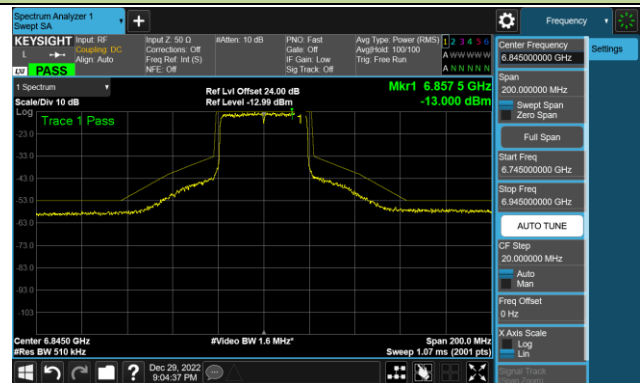 Spectrum Analyzer 1
Swept SA
Frequency
KEYSIGHT
L
LXI
PASS
Input: RF
Coupling: DC
Align: Auto
Input Z: 50 Ω
Corrections: Off
Freq Ref: Int (S)
NFE: Off
#Atten: 10 dB
PNO: Fast
Gate: Off
IF Gain: Low
Sig Track: Off
Avg Type: Power (RMS)
Avg|Hold: 100/100
Trig: Free Run
1 2 3 4 5 6
A W W W W W
A N N N N N
1 Spectrum
Scale/Div 10 dB
Ref Lvl Offset 24.00 dB
Ref Level -12.99 dBm
Mkr1 6.857 5 GHz
-13.000 dBm
Log
Trace 1 Pass
1
-23.0
-33.0
-43.0
-53.0
-63.0
-73.0
-83.0
-93.0
-103
Center 6.8450 GHz
#Res BW 510 kHz
#Video BW 1.6 MHz*
Span 200.0 MHz
Sweep 1.07 ms (2001 pts)
Dec 29, 2022
9:04:37 PM
Center Frequency
6.845000000 GHz
Settings
Span
200.000000 MHz
Swept Span
Zero Span
Full Span
Start Freq
6.745000000 GHz
Stop Freq
6.945000000 GHz
AUTO TUNE
CF Step
20.000000 MHz
Auto
Man
Freq Offset
0 Hz
X Axis Scale
Log
Lin
Signal Track
(Span Zoom)